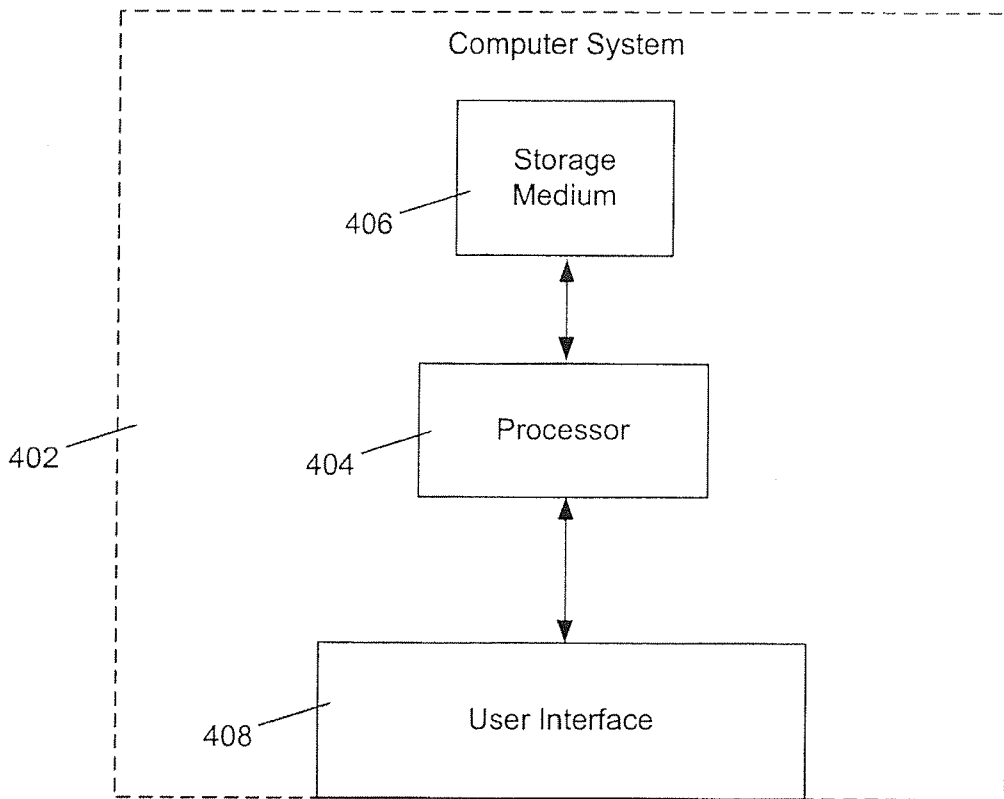 Computer System
Storage
Medium
406
Processor
402
404
User Interface
408